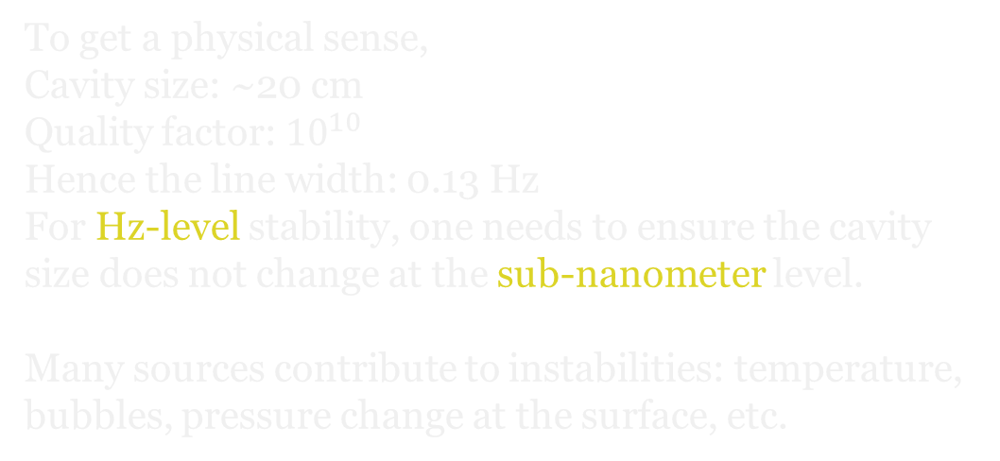 To get a physical sense,
Cavity size: ~20 cm
Quality factor: 10¹⁰
Hence the line width: 0.13 Hz
For Hz-level stability, one needs to ensure the cavity
size does not change at the sub-nanometer level.
Many sources contribute to instabilities: temperature,
bubbles, pressure change at the surface, etc.